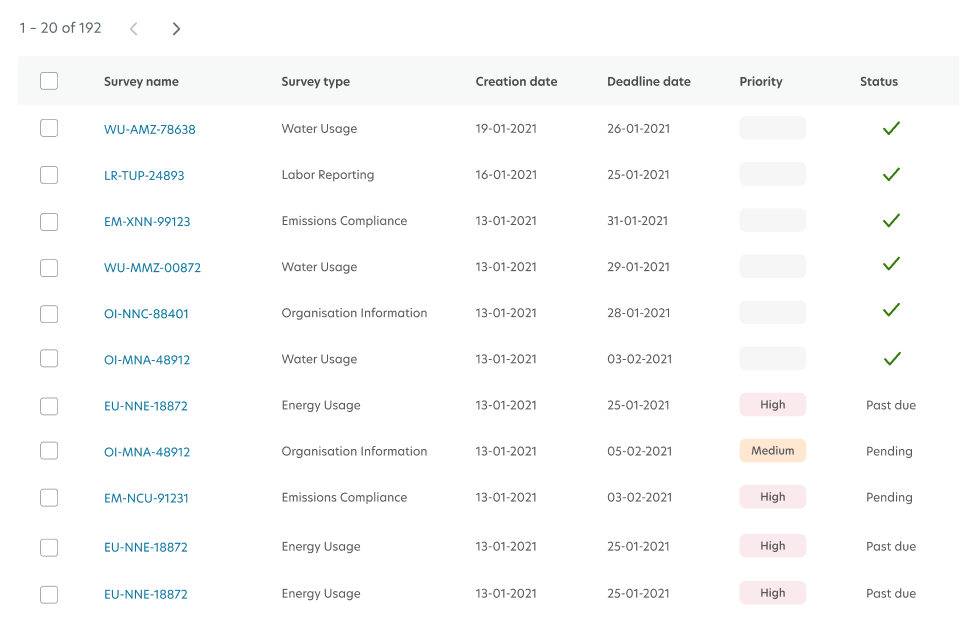 1 – 20 of 192
Survey name Survey type Creation date Deadline date Priority Status
WU-AMZ-78638 Water Usage 19-01-2021 26-01-2021
LR-TUP-24893 Labor Reporting 16-01-2021 25-01-2021
EM-XNN-99123 Emissions Compliance 13-01-2021 31-01-2021
WU-MMZ-00872 Water Usage 13-01-2021 29-01-2021
OI-NNC-88401 Organisation Information 13-01-2021 28-01-2021
OI-MNA-48912 Water Usage 13-01-2021 03-02-2021
EU-NNE-18872 Energy Usage 13-01-2021 25-01-2021 High Past due
OI-MNA-48912 Organisation Information 13-01-2021 05-02-2021 Medium Pending
EM-NCU-91231 Emissions Compliance 13-01-2021 03-02-2021 High Pending
EU-NNE-18872 Energy Usage 13-01-2021 25-01-2021 High Past due
EU-NNE-18872 Energy Usage 13-01-2021 25-01-2021 High Past due